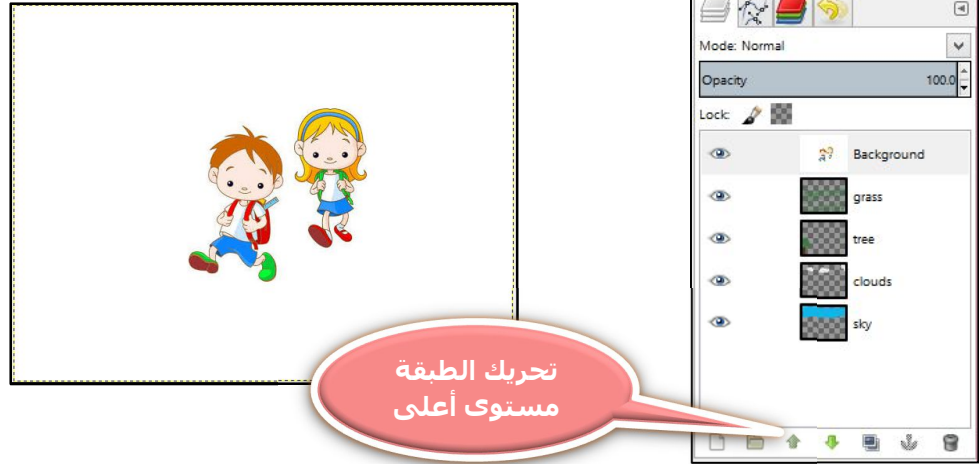 Mode: Normal
Opacity 100.0
Lock:
Background
grass
tree
clouds
sky
تحريك الطبقة
مستوى أعلى